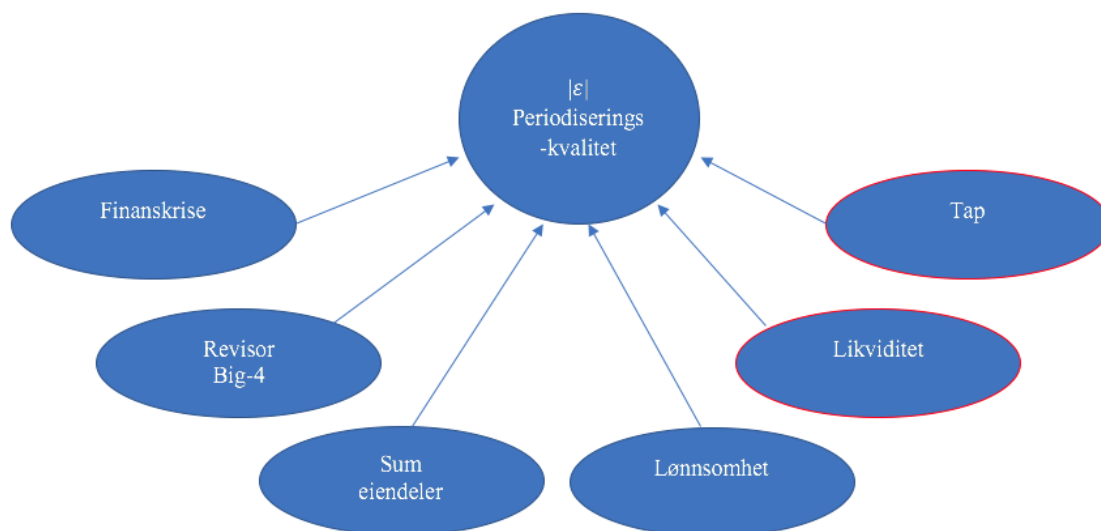 |ε|
Periodiserings
-kvalitet
Finanskrise
Tap
Revisor
Big-4
Likviditet
Sum
eiendeler
Lønnsomhet